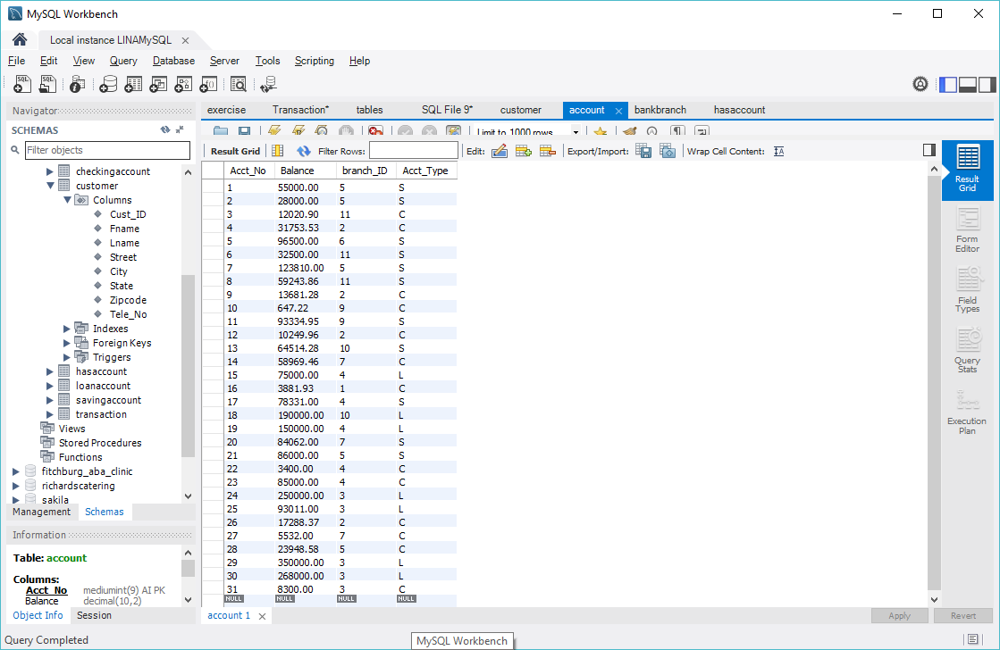 MySQL Workbench
Local instance LINAMySQL
File Edit View Query Database Server Tools Scripting Help
Navigator
SCHEMAS
Filter objects
checkingaccount
customer
Columns
Cust_ID
Fname
Lname
Street
City
State
Zipcode
Tele_No
Indexes
Foreign Keys
Triggers
hasaccount
loanaccount
savingaccount
transaction
Views
Stored Procedures
Functions
fitchburg_aba_clinic
richardscatering
sakila
Management Schemas
Information
Table: account
Columns:
Acct_No mediumint(9) AI PK
Balance decimal(10,2)
Object Info Session
exercise Transaction* tables SQL File 9* customer account bankbranch hasaccount
Limit to 1000 rows
Result Grid Filter Rows: Edit: Export/Import: Wrap Cell Content:
Acct_No Balance branch_ID Acct_Type
1 55000.00 5 S
2 28000.00 5 S
3 12020.90 11 C
4 31753.53 2 C
5 96500.00 6 S
6 32500.00 11 S
7 123810.00 5 S
8 59243.86 11 S
9 13681.28 2 C
10 647.22 9 C
11 93334.95 9 S
12 10249.96 2 C
13 64514.28 10 S
14 58969.46 7 C
15 75000.00 4 L
16 3881.93 1 C
17 78331.00 4 S
18 190000.00 10 L
19 150000.00 4 L
20 84062.00 7 S
21 86000.00 5 S
22 3400.00 4 C
23 85000.00 4 C
24 250000.00 3 L
25 93011.00 3 L
26 17288.37 2 C
27 5532.00 7 C
28 23948.58 5 C
29 350000.00 3 L
30 268000.00 3 L
31 8300.00 3 C
NULL NULL NULL NULL
Result
Grid
Form
Editor
Field
Types
Query
Stats
Execution
Plan
account 1 Apply Revert
Query Completed
MySQL Workbench